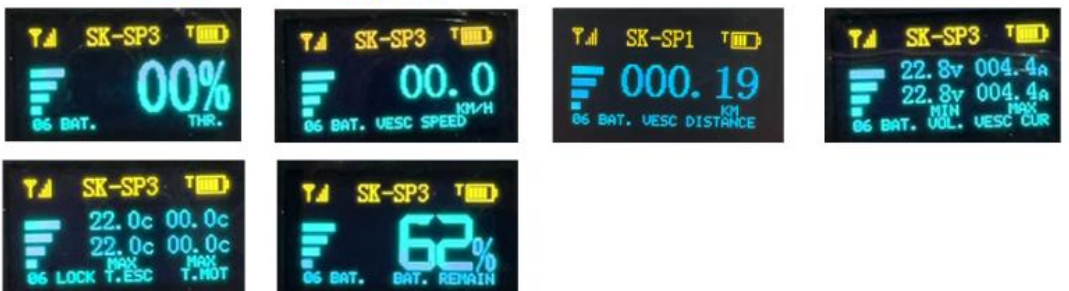 SK-SP3 T
00%
06 BAT. THR.
SK-SP3 T
00.0
KM/H
06 BAT. VESC SPEED
SK-SP1 T
000.19
KM
06 BAT. VESC DISTANCE
SK-SP3 T
22.8v 004.4A
22.8v 004.4A
MIN MAX
06 BAT. VOL. VESC CUR
SK-SP3 T
22.0c 00.0c
22.0c 00.0c
MAX MAX
06 LOCK T.ESC T.MOT
SK-SP3 T
62%
06 BAT. BAT. REMAIN